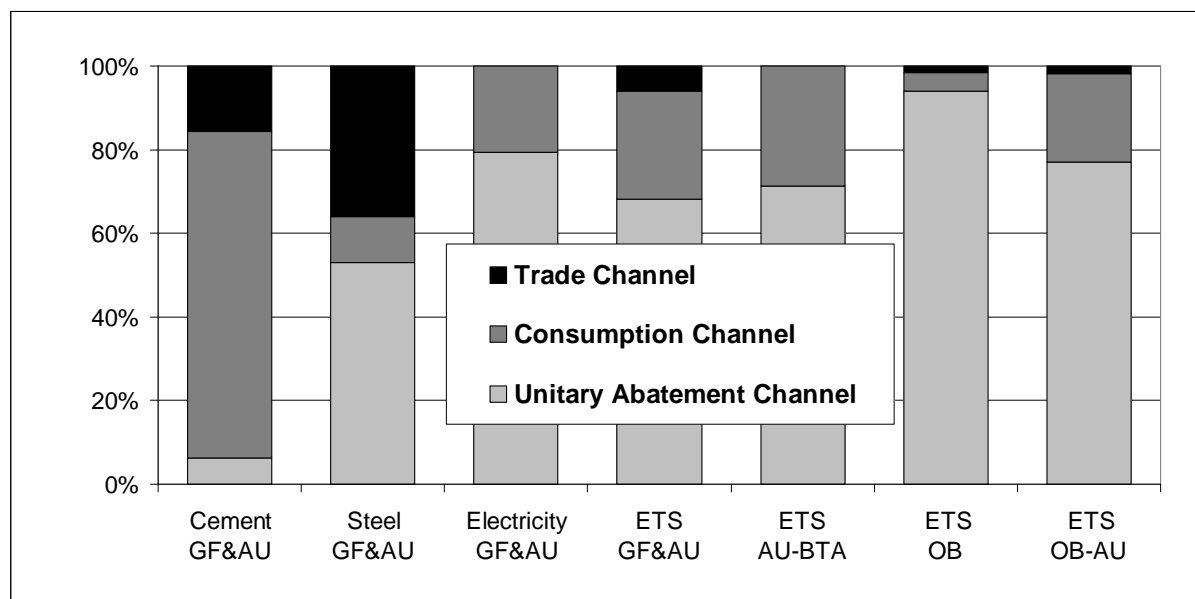 100%
80%
60%
40%
20%
0%
Trade Channel
Consumption Channel
Unitary Abatement Channel
Cement Steel Electricity ETS ETS ETS ETS
GF&AU GF&AU GF&AU GF&AU AU-BTA OB OB-AU